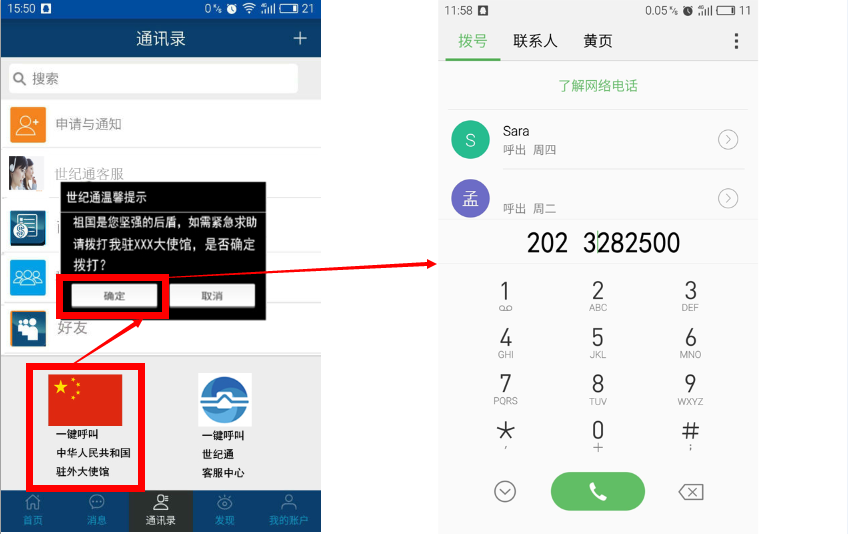 15:50
0% 4G 21
通讯录
+
搜索
申请与通知
世纪通客服
世纪通温馨提示
祖国是您坚强的后盾，如需紧急求助
请拨打我驻XXX大使馆，是否确定
拨打？
确定
取消
好友
一键呼叫
中华人民共和国
驻外大使馆
一键呼叫
世纪通
客服中心
首页
消息
通讯录
发现
我的账户
11:58
0.05% 4G 11
拨号 联系人 黄页
了解网络电话
S
Sara
呼出 周四
孟
呼出 周二
202 3282500
1
2
ABC
3
DEF
4
GHI
5
JKL
6
MNO
7
PQRS
8
TUV
9
WXYZ
*
,
0
+
#
;